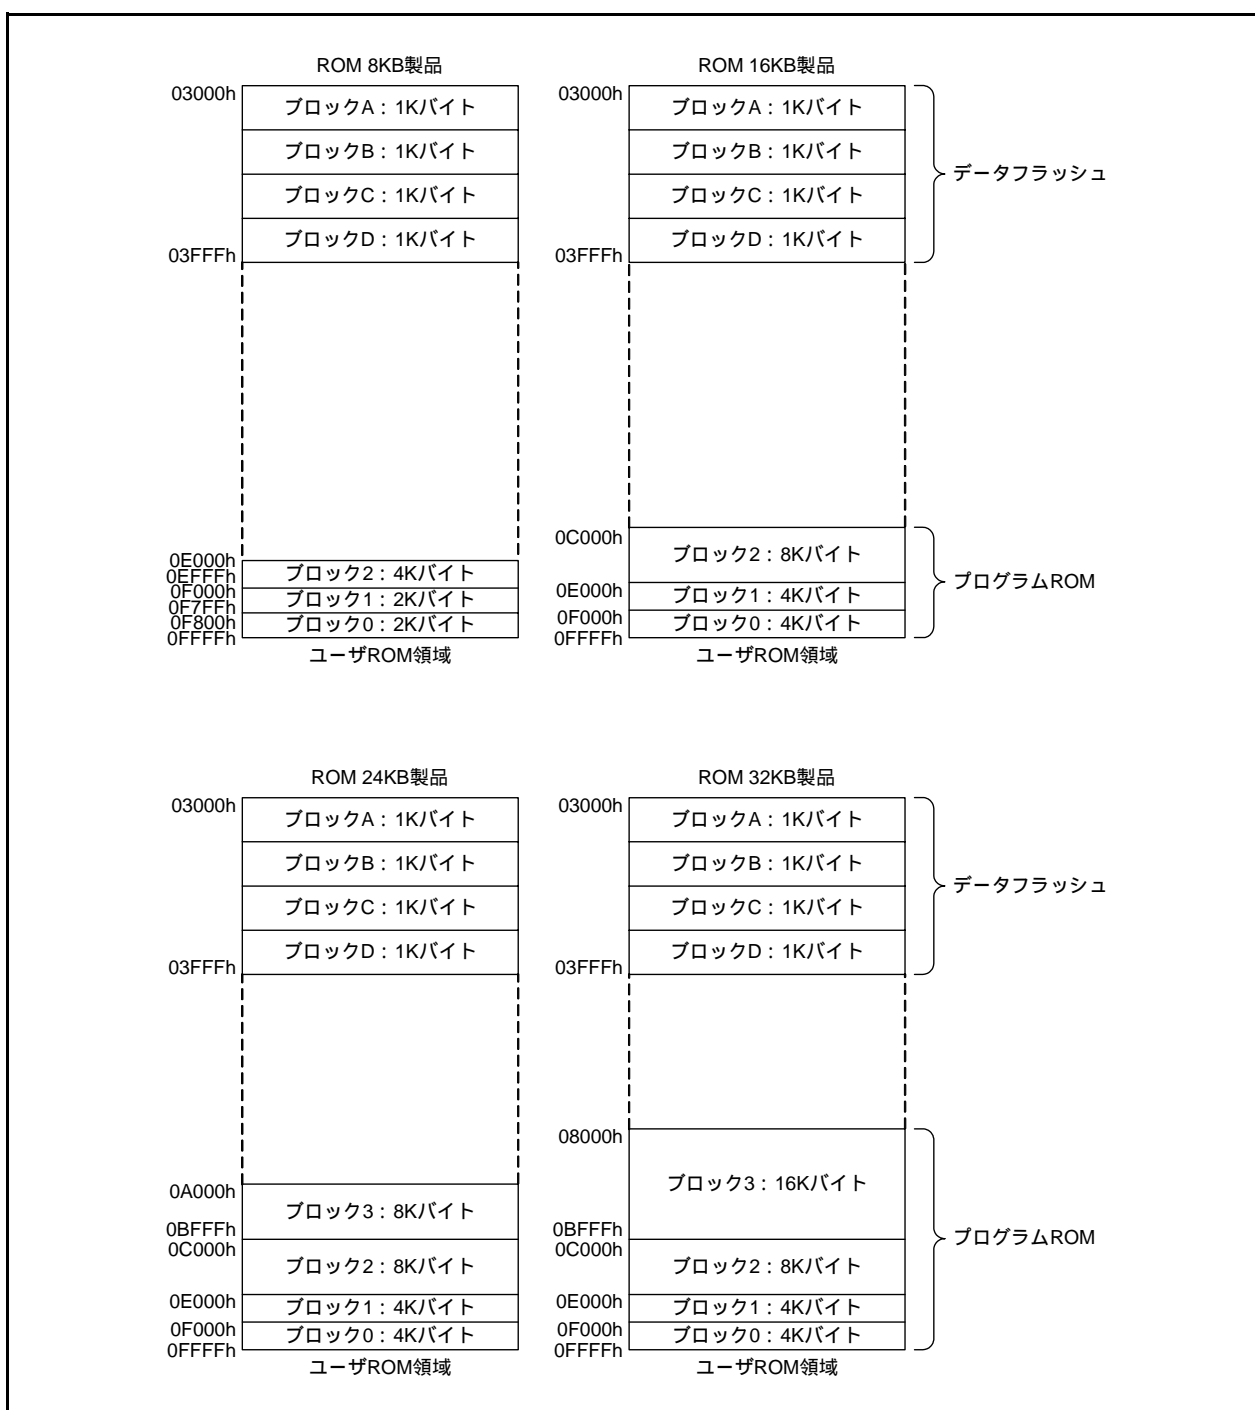 ROM 8KB製品
03000h
ブロックA：1Kバイト
ブロックB：1Kバイト
ブロックC：1Kバイト
ブロックD：1Kバイト
03FFFh
0E000h
0EFFFh
ブロック2：4Kバイト
0F000h
0F7FFh
ブロック1：2Kバイト
0F800h
0FFFFh
ブロック0：2Kバイト
ユーザROM領域
ROM 16KB製品
03000h
ブロックA：1Kバイト
ブロックB：1Kバイト
ブロックC：1Kバイト
ブロックD：1Kバイト
03FFFh
データフラッシュ
0C000h
ブロック2：8Kバイト
0E000h
ブロック1：4Kバイト
0F000h
ブロック0：4Kバイト
0FFFFh
プログラムROM
ユーザROM領域
ROM 24KB製品
03000h
ブロックA：1Kバイト
ブロックB：1Kバイト
ブロックC：1Kバイト
ブロックD：1Kバイト
03FFFh
0A000h
ブロック3：8Kバイト
0BFFFh
0C000h
ブロック2：8Kバイト
0E000h
ブロック1：4Kバイト
0F000h
ブロック0：4Kバイト
0FFFFh
ユーザROM領域
ROM 32KB製品
03000h
ブロックA：1Kバイト
ブロックB：1Kバイト
ブロックC：1Kバイト
ブロックD：1Kバイト
03FFFh
データフラッシュ
08000h
ブロック3：16Kバイト
0BFFFh
0C000h
ブロック2：8Kバイト
0E000h
ブロック1：4Kバイト
0F000h
ブロック0：4Kバイト
0FFFFh
プログラムROM
ユーザROM領域